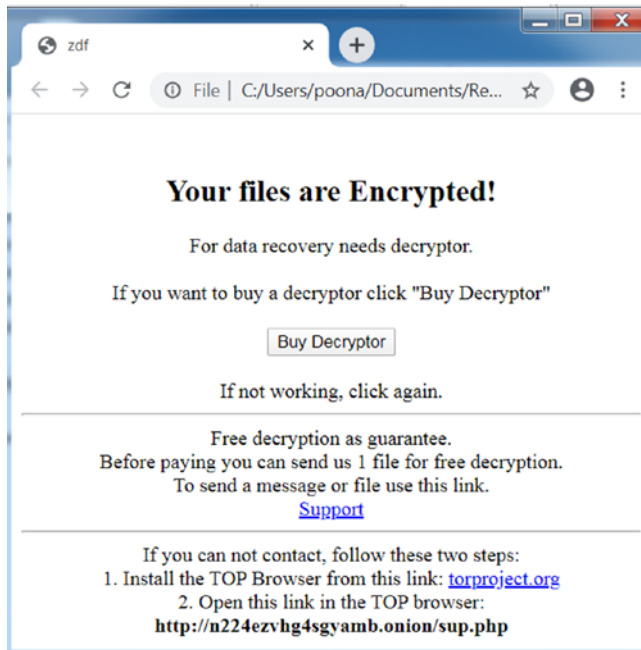 zdf
File | C:/Users/poona/Documents/Re...
Your files are Encrypted!
For data recovery needs decryptor.
If you want to buy a decryptor click "Buy Decryptor"
Buy Decryptor
If not working, click again.
Free decryption as guarantee.
Before paying you can send us 1 file for free decryption.
To send a message or file use this link.
Support
If you can not contact, follow these two steps:
1. Install the TOP Browser from this link: torproject.org
2. Open this link in the TOP browser:
http://n224ezvhg4sgyamb.onion/sup.php